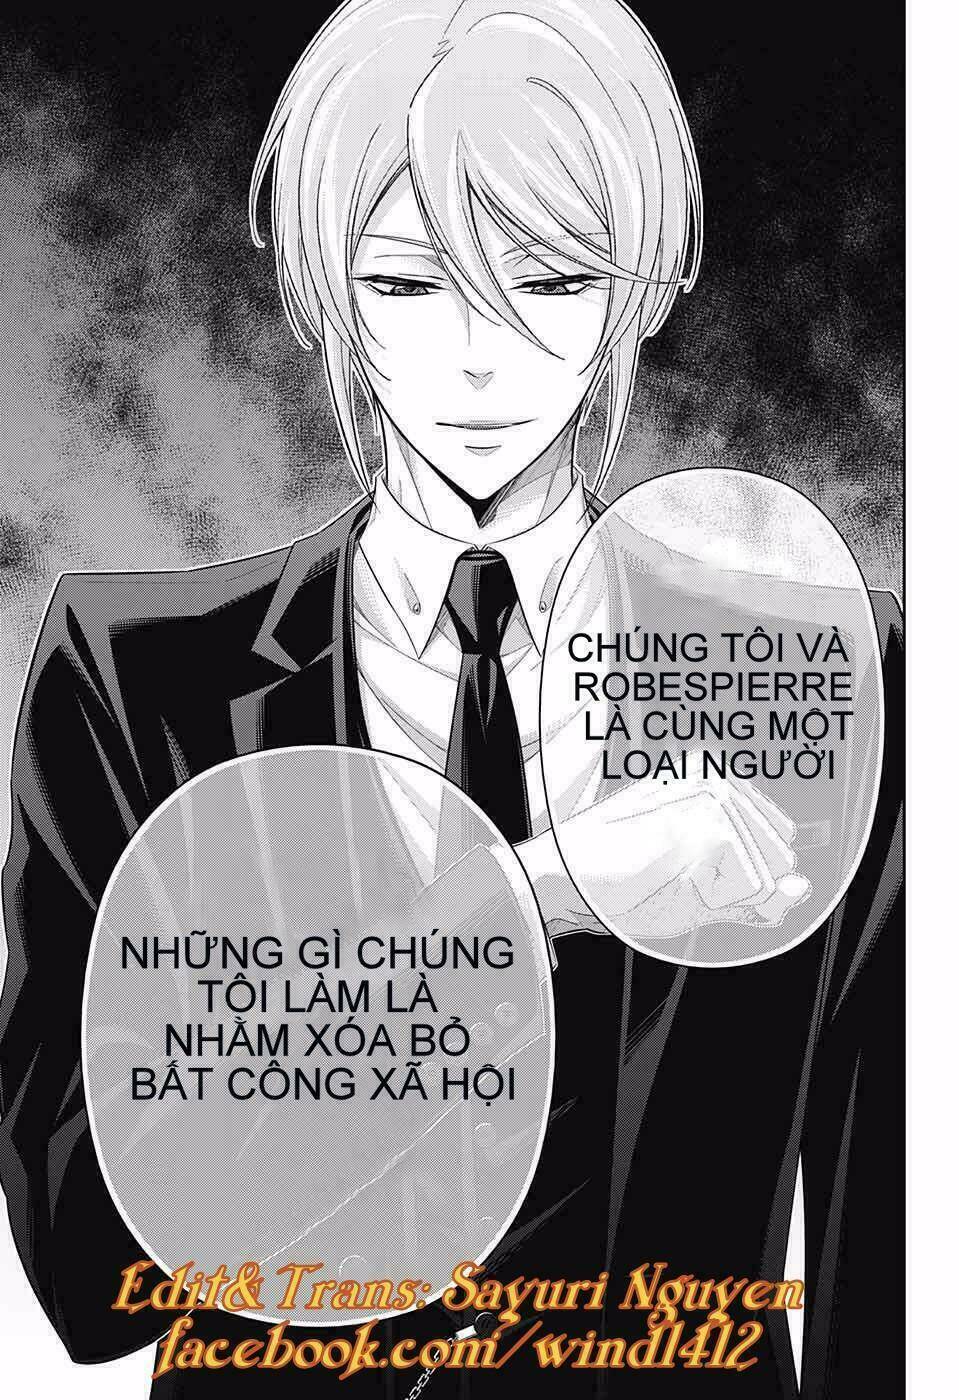 CHÚNG TÔI VÀ
ROBESPIERRE
LÀ CÙNG MỘT
LOẠI NGƯỜI
NHỮNG GÌ CHÚNG
TÔI LÀM LÀ
NHẰM XÓA BỎ
BẤT CÔNG XÃ HỘI
Edit& Trans: Sayuri Nguyen
facebook.com/wind1412